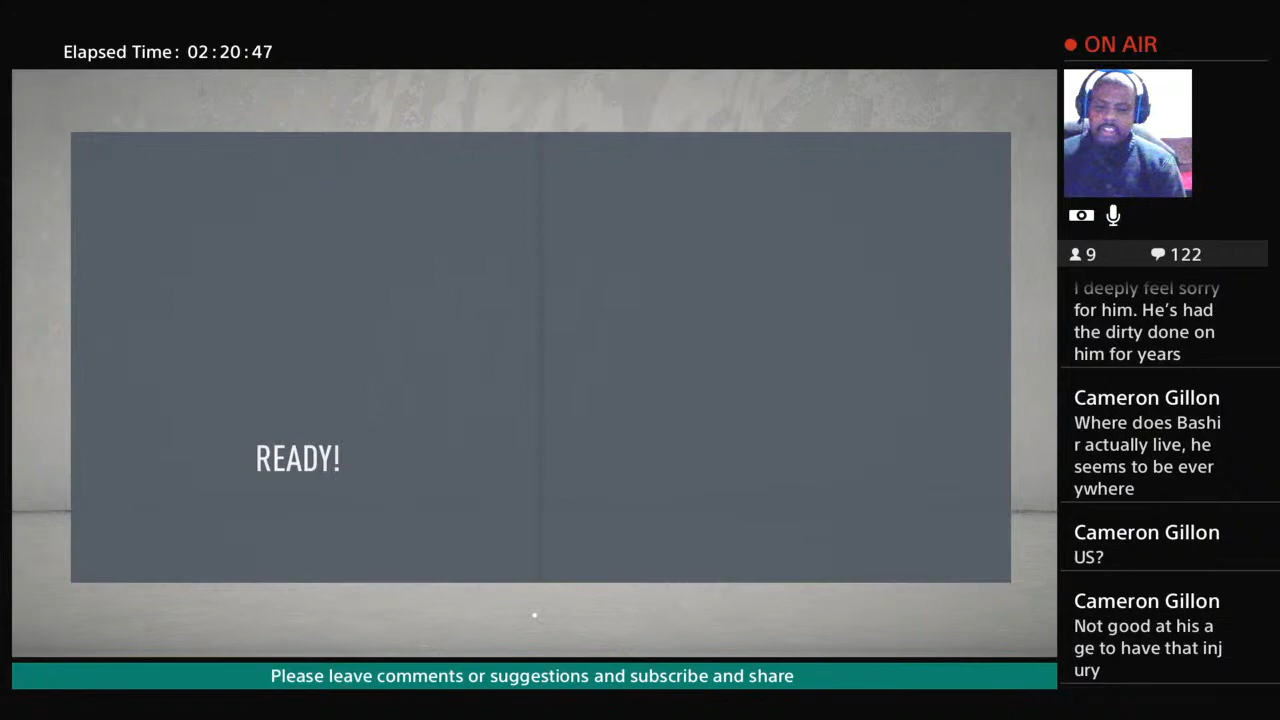 Elapsed Time: 02:20:47
ON AIR
READY!
9 122
I deeply feel sorry
for him. He's had
the dirty done on
him for years
Cameron Gillon
Where does Bashi
r actually live, he
seems to be ever
ywhere
Cameron Gillon
US?
Cameron Gillon
Not good at his a
ge to have that inj
ury
Please leave comments or suggestions and subscribe and share